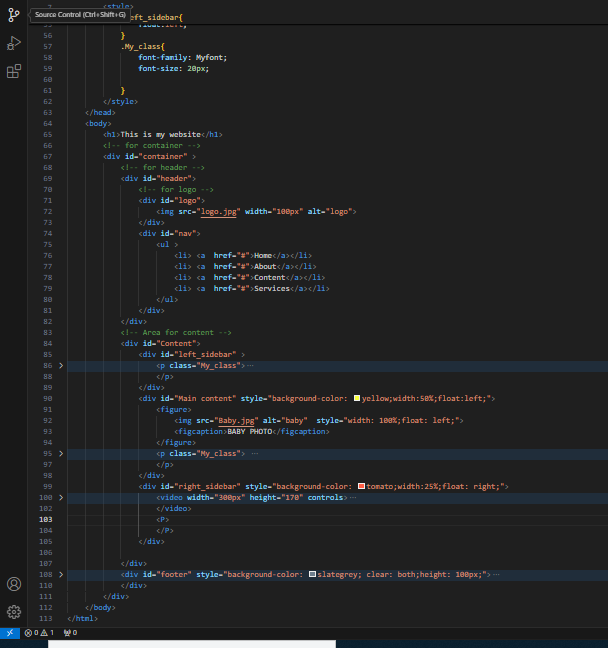 <style>
Source Control (Ctrl+Shift+G)
left_sidebar{
float:left;
56 }
57 .My_class{
58 font-family: Myfont;
59 font-size: 20px;
60
61 }
62 </style>
63 </head>
64 <body>
65 <h1>This is my website</h1>
66 <!-- for container -->
67 <div id="container" >
68 <!-- for header -->
69 <div id="header">
70 <!-- for logo -->
71 <div id="logo">
72 <img src="logo.jpg" width="100px" alt="logo">
73 </div>
74 <div id="nav">
75 <ul >
76 <li> <a  href="#">Home</a></li>
77 <li> <a  href="#">About</a></li>
78 <li> <a  href="#">Content</a></li>
79 <li> <a  href="#">Services</a></li>
80 </ul>
81 </div>
82 </div>
83 <!-- Area for content -->
84 <div id="Content">
85 <div id="left_sidebar" >
86 <p class="My_class">⋯
88 </p>
89 </div>
90 <div id="Main content" style="background-color: yellow;width:50%;float:left;">
91 <figure>
92 <img src="Baby.jpg" alt="baby"  style="width: 100%;float: left;">
93 <figcaption>BABY PHOTO</figcaption>
94 </figure>
95 <p class="My_class"> ⋯
97 </p>
98 </div>
99 <div id="right_sidebar" style="background-color: tomato;width:25%;float: right;">
100 <video width="300px" height="170" controls>⋯
102 </video>
103 <P>
104 </P>
105 </div>
106
107 </div>
108 <div id="footer" style="background-color: slategrey; clear: both;height: 100px;">⋯
110 </div>
111 </div>
112 </body>
113 </html>
0 1 0